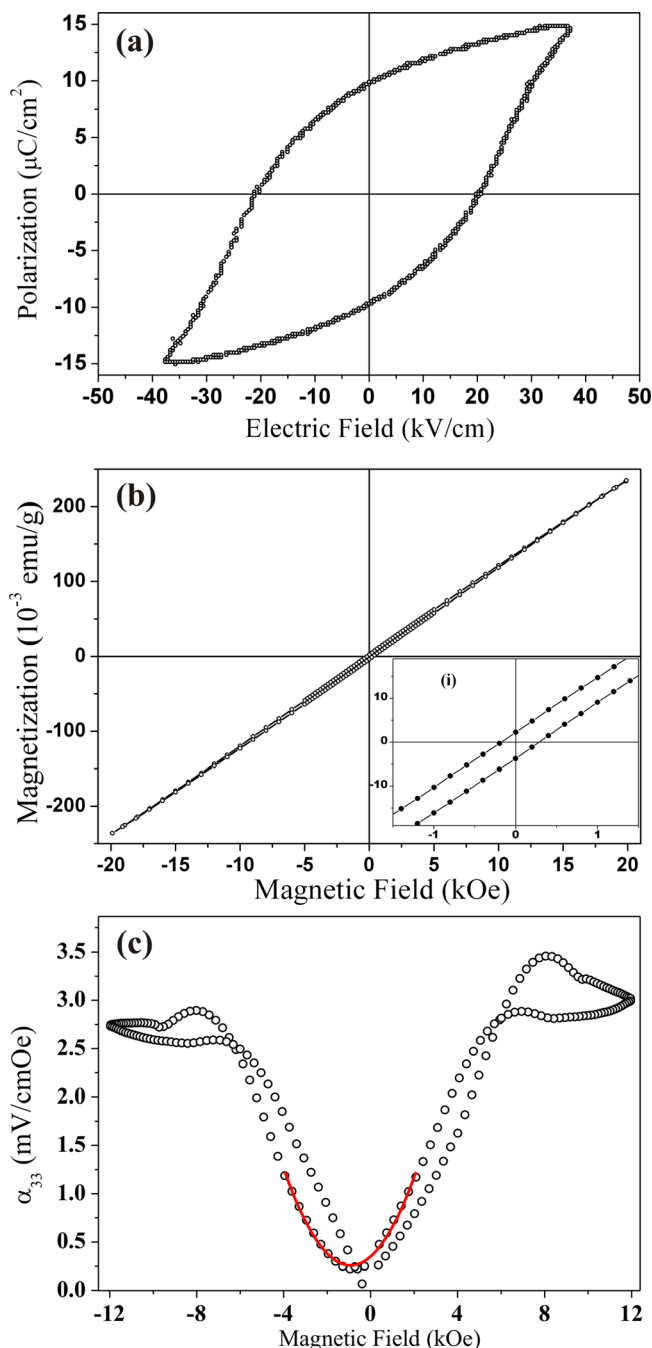 (a)
Polarization (μC/cm²)
15
10
5
0
-5
-10
-15
-50 -40 -30 -20 -10 0 10 20 30 40 50
Electric Field (kV/cm)
(b)
Magnetization (10⁻³ emu/g)
200
100
0
-100
-200
(i)
10
0
-10
-1 0 1
-20 -15 -10 -5 0 5 10 15 20
Magnetic Field (kOe)
(c)
α₃₃ (mV/cmOe)
3.5
3.0
2.5
2.0
1.5
1.0
0.5
0.0
-12 -8 -4 0 4 8 12
Magnetic Field (kOe)